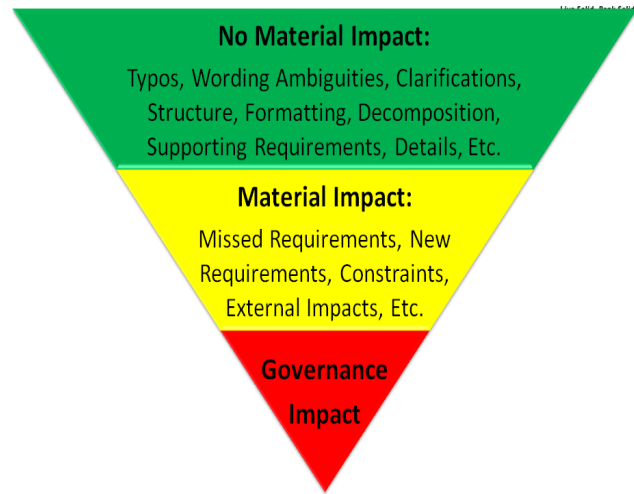 No Material Impact:
Typos, Wording Ambiguities, Clarifications,
Structure, Formatting, Decomposition,
Supporting Requirements, Details, Etc.
Material Impact:
Missed Requirements, New
Requirements, Constraints,
External Impacts, Etc.
Governance
Impact